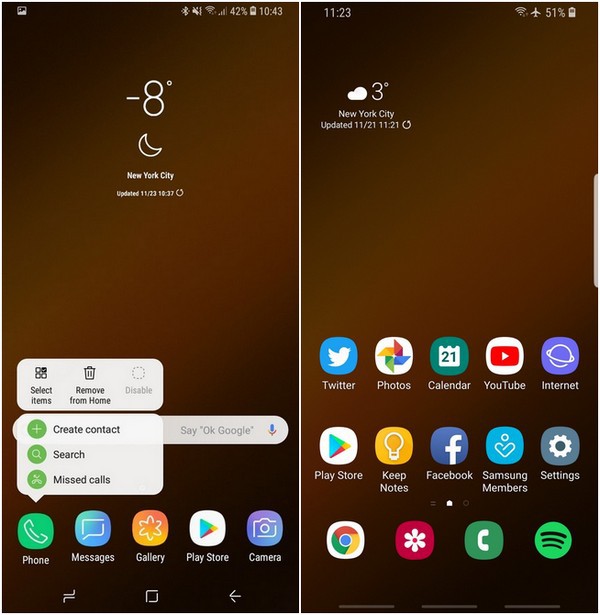 42% 10:43
-8°
New York City
Updated 11/23 10:37
Select items
Remove from Home
Disable
Say "Ok Google"
Create contact
Search
Missed calls
Phone
Messages
Gallery
Play Store
Camera
11:23
51%
3°
New York City
Updated 11/21 11:21
21
Twitter
Photos
Calendar
YouTube
Internet
Play Store
Keep Notes
Facebook
Samsung Members
Settings